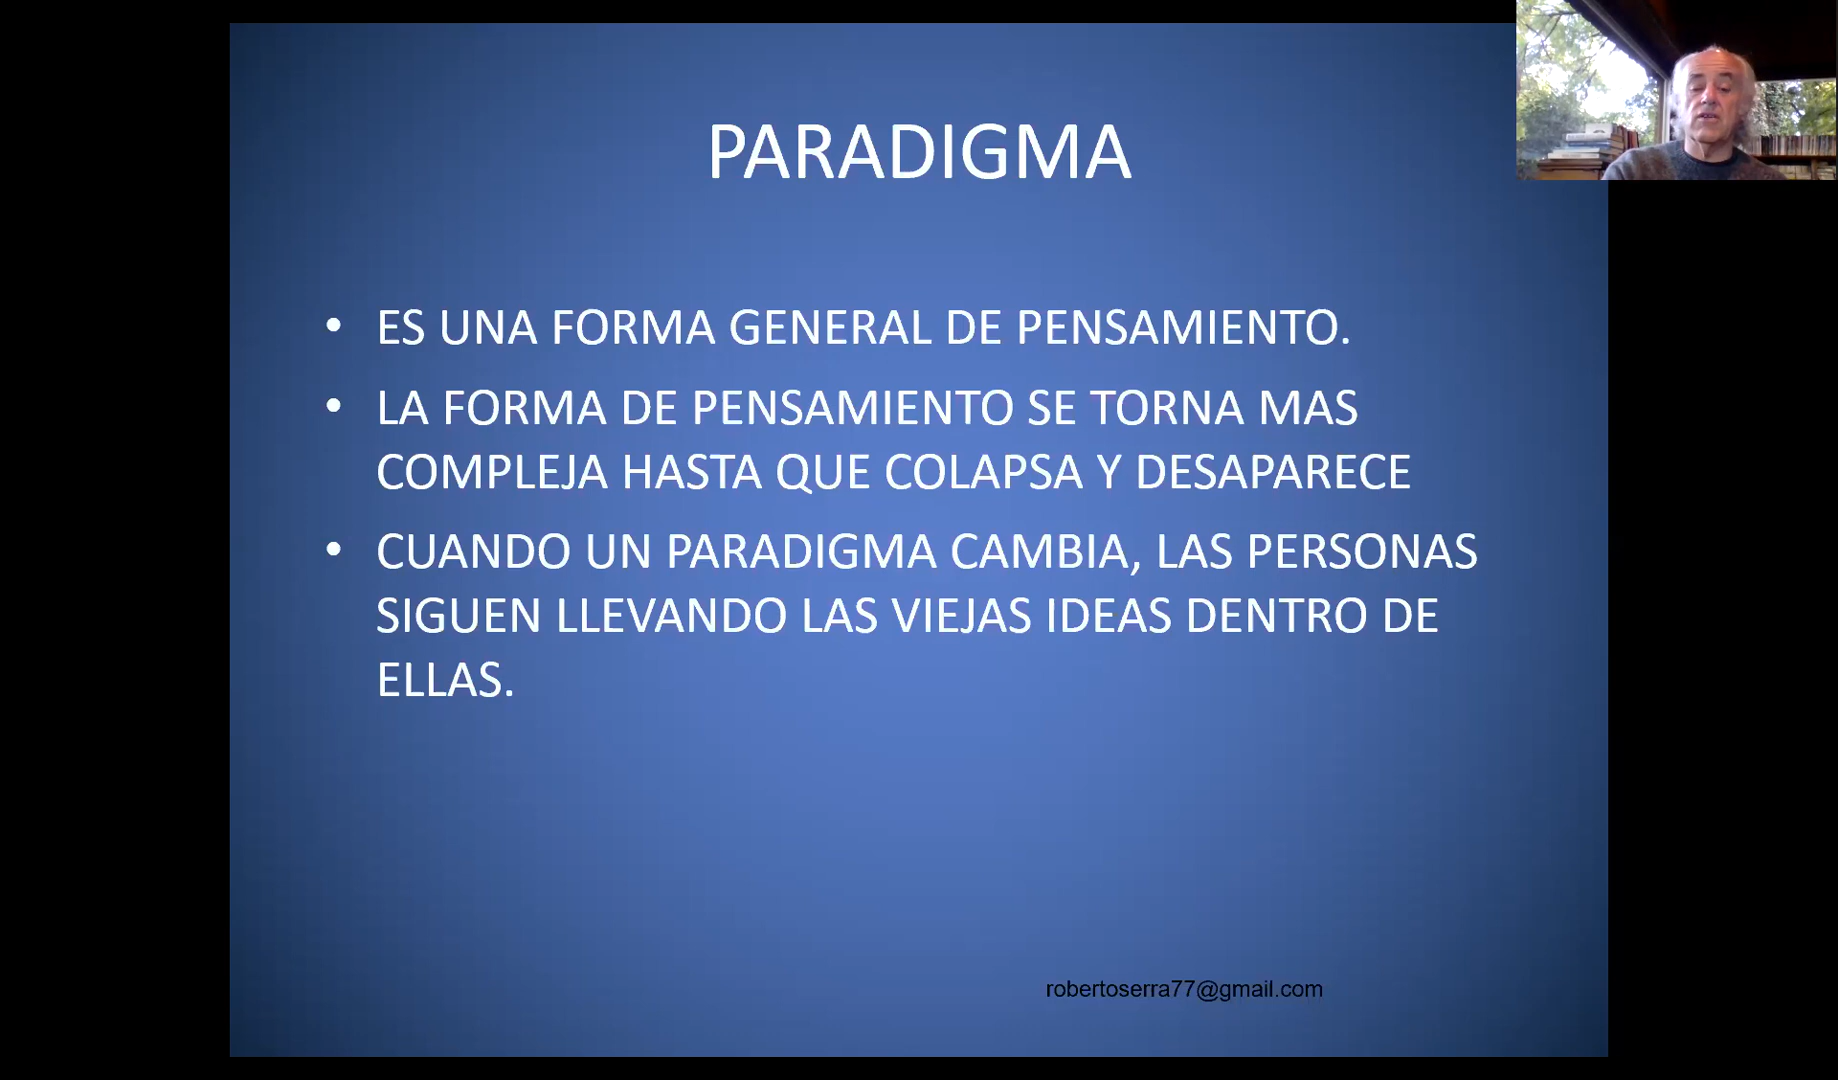 PARADIGMA
• ES UNA FORMA GENERAL DE PENSAMIENTO.
• LA FORMA DE PENSAMIENTO SE TORNA MAS
COMPLEJA HASTA QUE COLAPSA Y DESAPARECE
• CUANDO UN PARADIGMA CAMBIA, LAS PERSONAS
SIGUEN LLEVANDO LAS VIEJAS IDEAS DENTRO DE
ELLAS.
robertoserra77@gmail.com